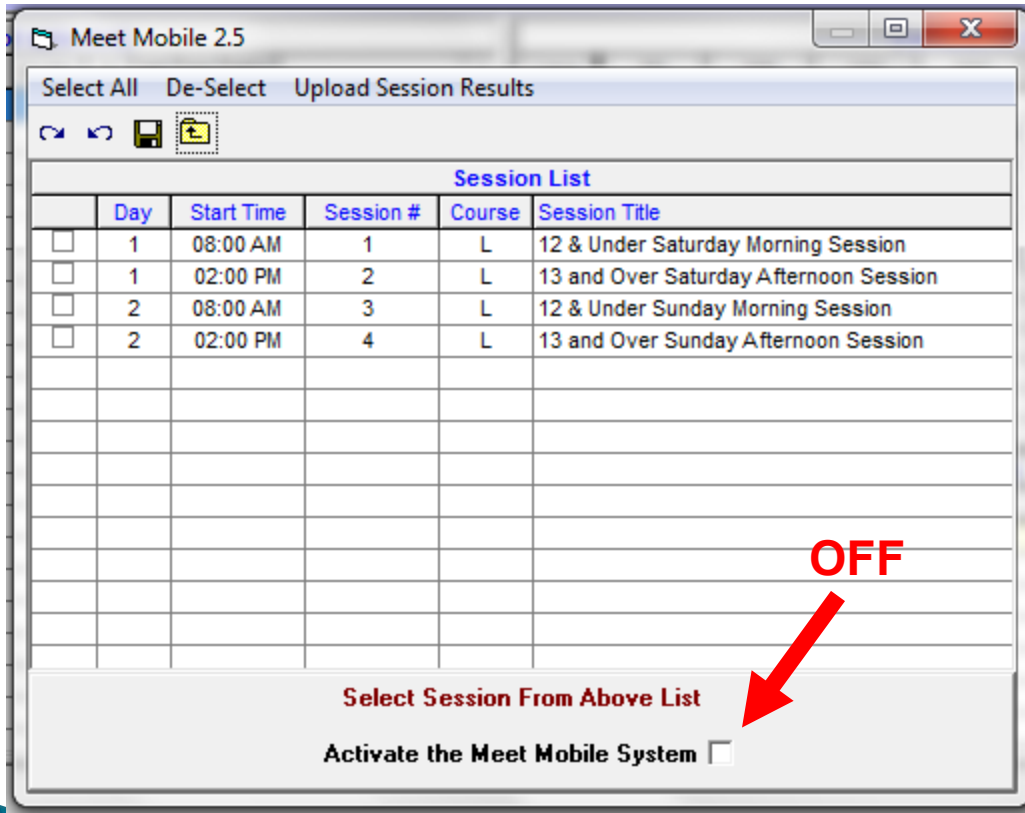 Meet Mobile 2.5
Select All De-Select Upload Session Results
Session List
Day Start Time Session # Course Session Title
1 08:00 AM 1 L 12 & Under Saturday Morning Session
1 02:00 PM 2 L 13 and Over Saturday Afternoon Session
2 08:00 AM 3 L 12 & Under Sunday Morning Session
2 02:00 PM 4 L 13 and Over Sunday Afternoon Session
OFF
Select Session From Above List
Activate the Meet Mobile System